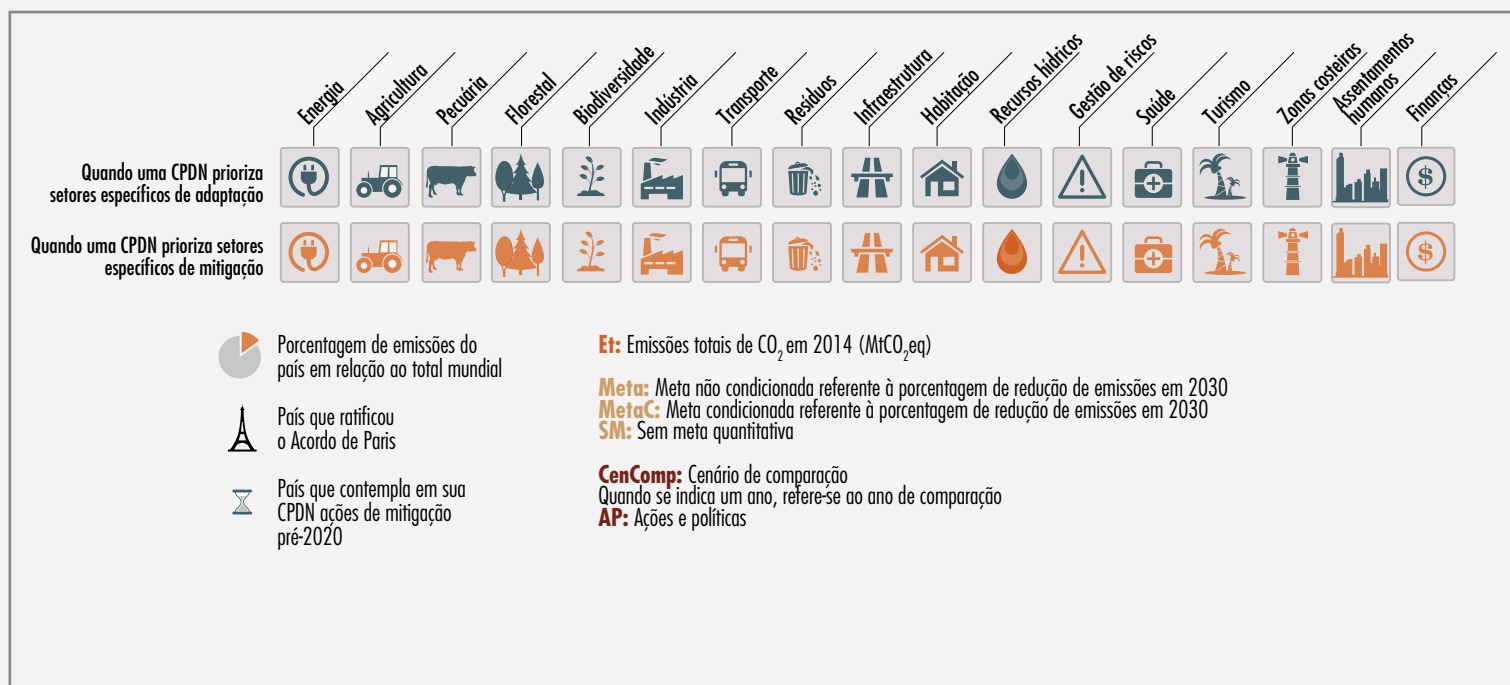 Energia
Agricultura
Pecuária
Florestal
Biodiversidade
Indústria
Transporte
Resíduos
Infraestrutura
Habitação
Recursos hídricos
Gestão de riscos
Saúde
Turismo
Zonas costeiras
Assentamentos
humanos
Finanças
Quando uma CPDN prioriza
setores específicos de adaptação
$
Quando uma CPDN prioriza setores
específicos de mitigação
$
Porcentagem de emissões do
país em relação ao total mundial
País que ratificou
o Acordo de Paris
País que contempla em sua
CPDN ações de mitigação
pré-2020
Et: Emissões totais de CO₂ em 2014 (MtCO₂eq)
Meta: Meta não condicionada referente à porcentagem de redução de emissões em 2030
MetaC: Meta condicionada referente à porcentagem de redução de emissões em 2030
SM: Sem meta quantitativa
CenComp: Cenário de comparação
Quando se indica um ano, refere-se ao ano de comparação
AP: Ações e políticas